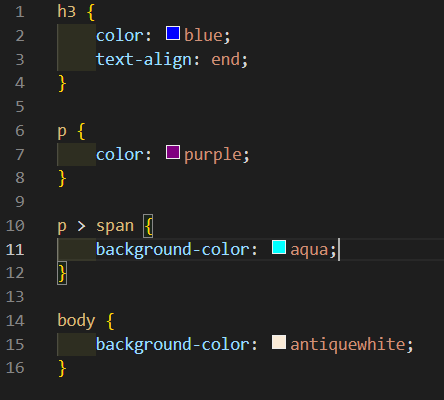 1 h3 {
2     color: blue;
3     text-align: end;
4 }
5
6 p {
7     color: purple;
8 }
9
10 p > span {
11     background-color: aqua;
12 }
13
14 body {
15     background-color: antiquewhite;
16 }